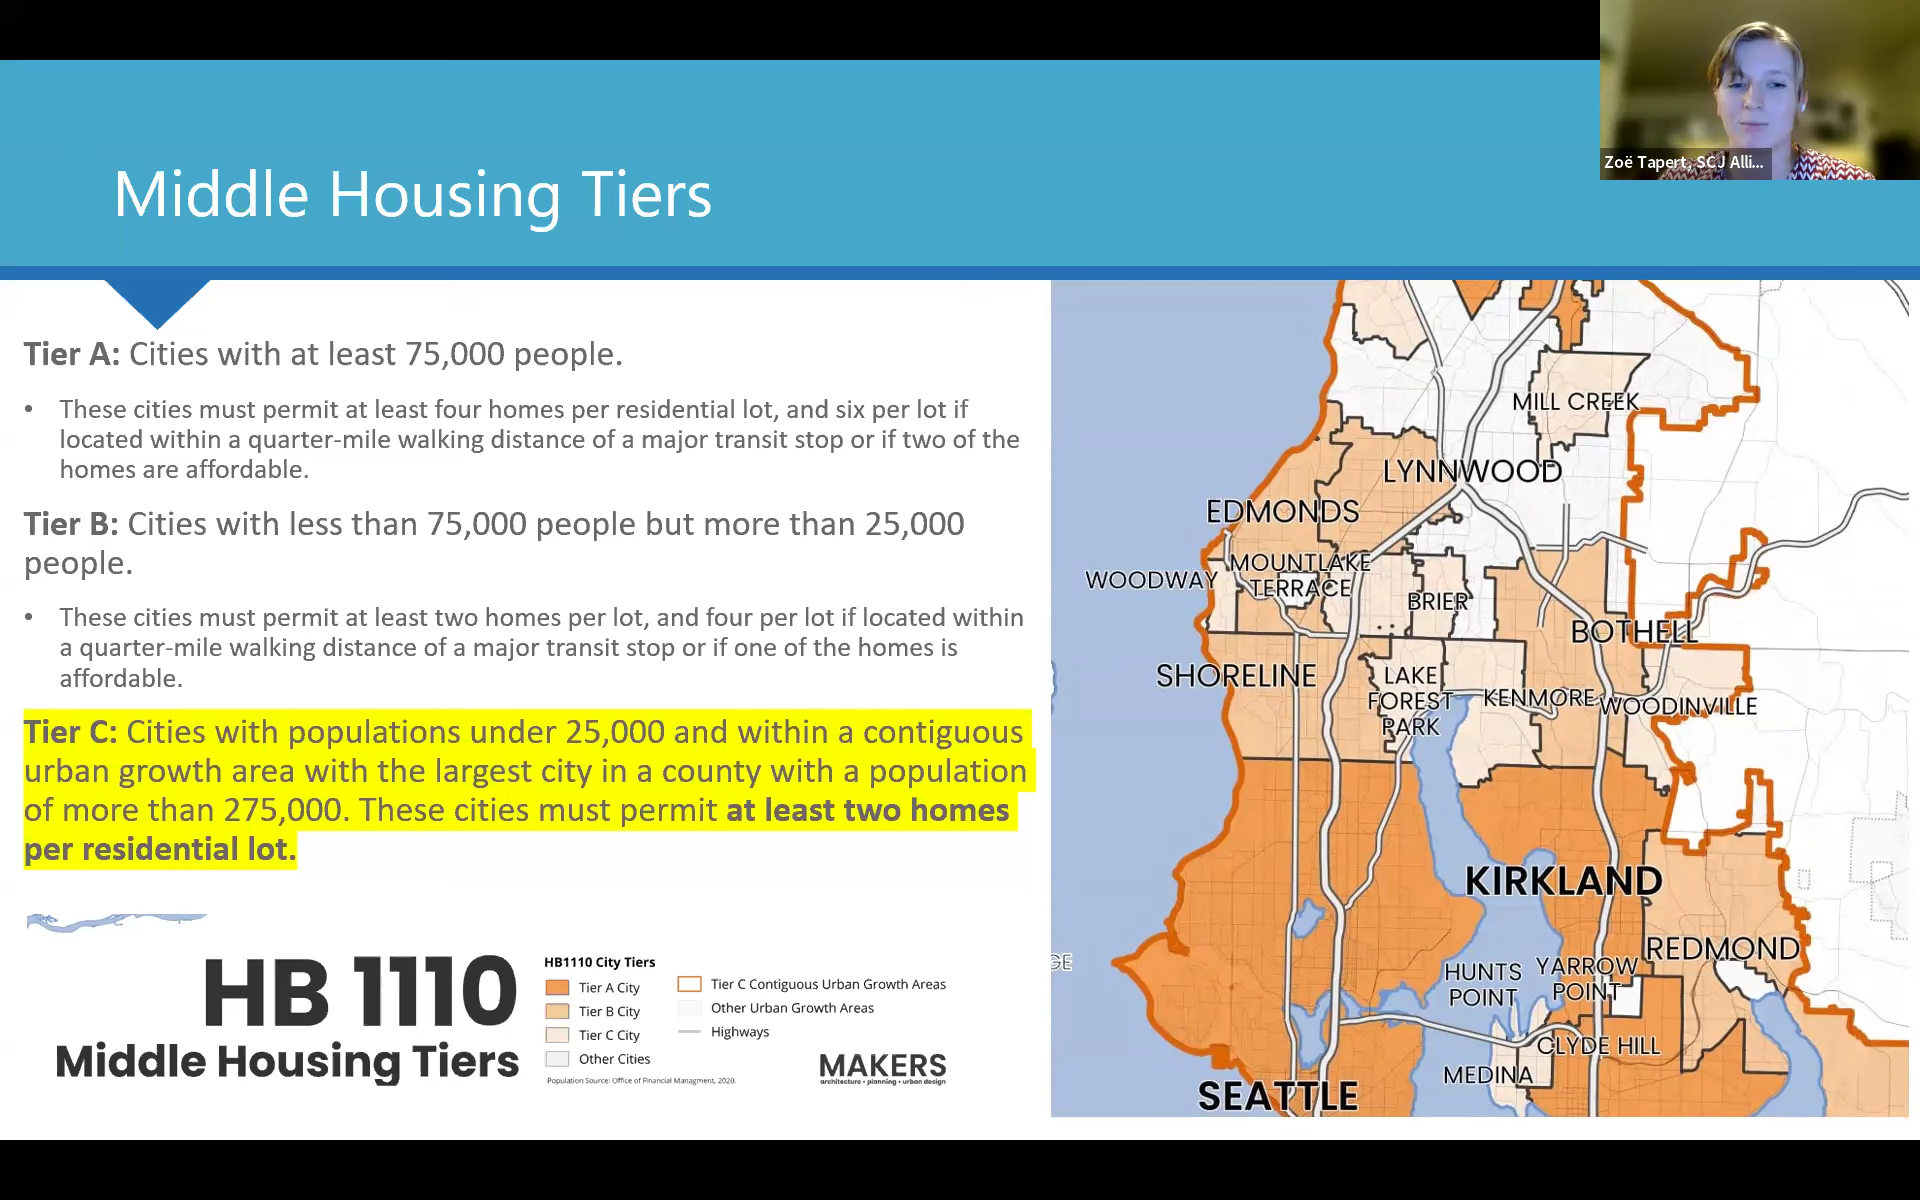 Zoë Tapert, SCJ Alli...
Middle Housing Tiers
Tier A: Cities with at least 75,000 people.
• These cities must permit at least four homes per residential lot, and six per lot if
located within a quarter-mile walking distance of a major transit stop or if two of the
homes are affordable.
Tier B: Cities with less than 75,000 people but more than 25,000
people.
• These cities must permit at least two homes per lot, and four per lot if located within
a quarter-mile walking distance of a major transit stop or if one of the homes is
affordable.
Tier C: Cities with populations under 25,000 and within a contiguous
urban growth area with the largest city in a county with a population
of more than 275,000. These cities must permit at least two homes
per residential lot.
HB 1110
Middle Housing Tiers
HB1110 City Tiers
Tier A City
Tier B City
Tier C City
Other Cities
Tier C Contiguous Urban Growth Areas
Other Urban Growth Areas
Highways
Population Source: Office of Financial Managment, 2020.
MAKERS
architecture • planning • urban design
MILL CREEK
LYNNWOOD
EDMONDS
MOUNTLAKE
TERRACE
WOODWAY
BRIER
BOTHELL
SHORELINE
LAKE
FOREST
PARK
KENMORE
WOODINVILLE
KIRKLAND
REDMOND
GE
HUNTS
POINT
YARROW
POINT
CLYDE HILL
MEDINA
SEATTLE